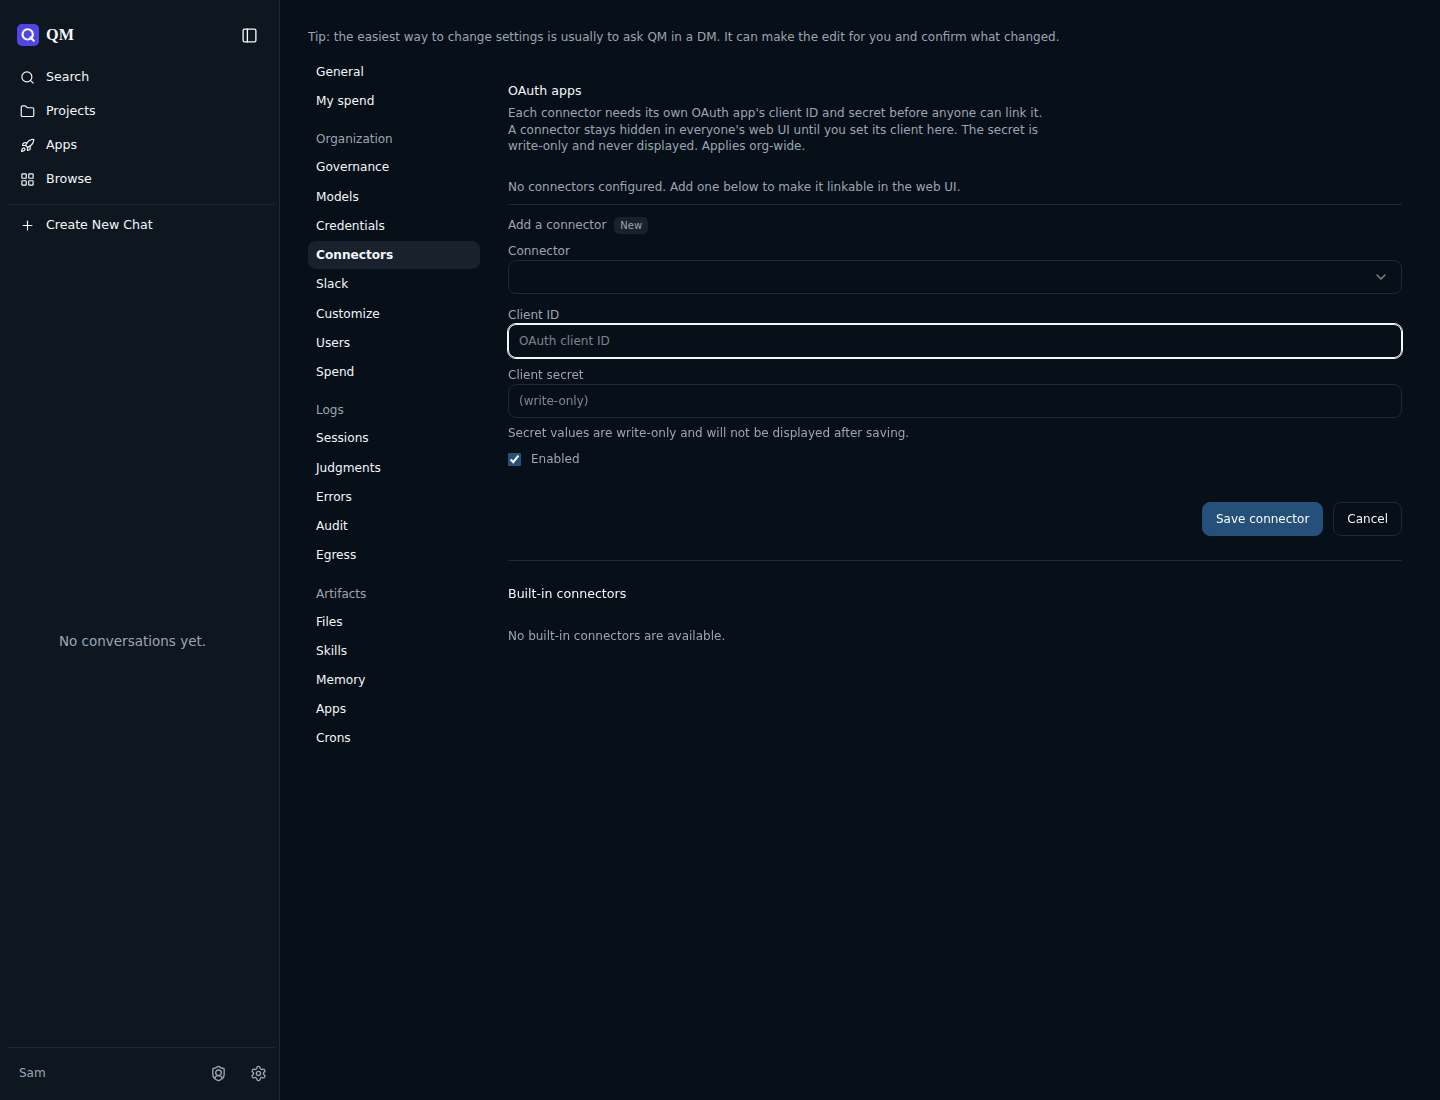 QM
Search
Projects
Apps
Browse
Create New Chat
No conversations yet.
Sam
Tip: the easiest way to change settings is usually to ask QM in a DM. It can make the edit for you and confirm what changed.
General
My spend
Organization
Governance
Models
Credentials
Connectors
Slack
Customize
Users
Spend
Logs
Sessions
Judgments
Errors
Audit
Egress
Artifacts
Files
Skills
Memory
Apps
Crons
OAuth apps
Each connector needs its own OAuth app's client ID and secret before anyone can link it.
A connector stays hidden in everyone's web UI until you set its client here. The secret is
write-only and never displayed. Applies org-wide.
No connectors configured. Add one below to make it linkable in the web UI.
Add a connector New
Connector
Client ID
OAuth client ID
Client secret
(write-only)
Secret values are write-only and will not be displayed after saving.
Enabled
Save connector Cancel
Built-in connectors
No built-in connectors are available.